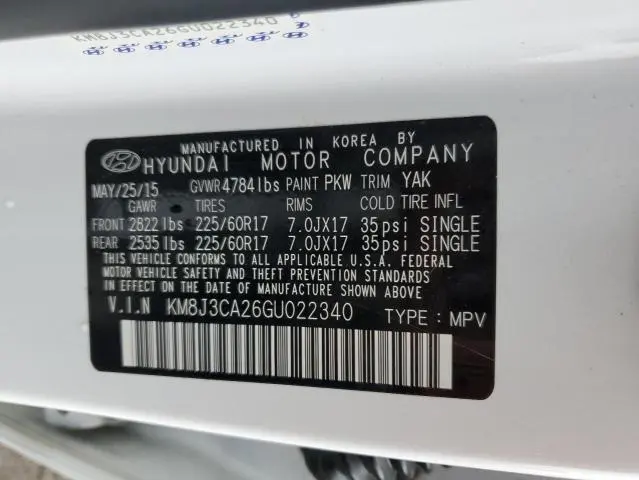 KM8J3CA26GU022340
MANUFACTURED IN KOREA BY
HYUNDAI MOTOR COMPANY
MAY/25/15 GVWR 4784lbs PAINT PKW TRIM YAK
GAWR TIRES RIMS COLD TIRE INFL
FRONT 2822 lbs 225/60R17 7.0JX17 35psi SINGLE
REAR 2535 lbs 225/60R17 7.0JX17 35psi SINGLE
THIS VEHICLE CONFORMS TO ALL APPLICABLE U.S.A. FEDERAL
MOTOR VEHICLE SAFETY AND THEFT PREVENTION STANDARDS
IN EFFECT ON THE DATE OF MANUFACTURE SHOWN ABOVE
V.I.N KM8J3CA26GU022340 TYPE : MPV